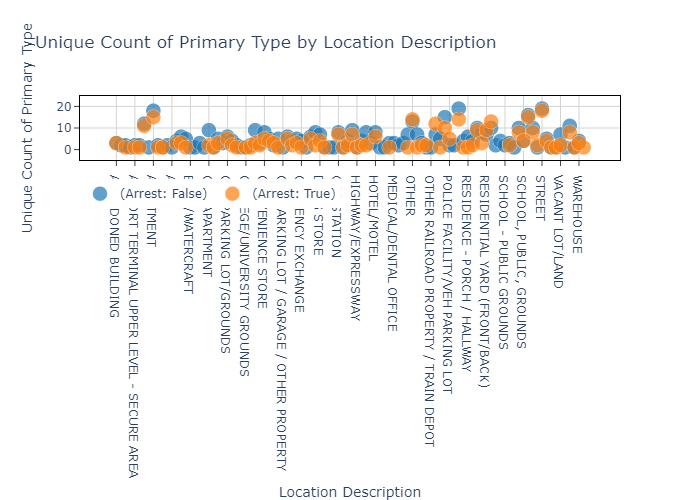 Unique Count of Primary Type by Location Description
Unique Count of Primary Type
20
10
0
(Arrest: False)
(Arrest: True)
DONED BUILDING
ORT TERMINAL UPPER LEVEL - SECURE AREA
TMENT
/WATERCRAFT
PARTMENT
PARKING LOT/GROUNDS
EGE/UNIVERSITY GROUNDS
ENIENCE STORE
ARKING LOT / GARAGE / OTHER PROPERTY
ENCY EXCHANGE
STORE
STATION
HIGHWAY/EXPRESSWAY
HOTEL/MOTEL
MEDICAL/DENTAL OFFICE
OTHER
OTHER RAILROAD PROPERTY / TRAIN DEPOT
POLICE FACILITY/VEH PARKING LOT
RESIDENCE - PORCH / HALLWAY
RESIDENTIAL YARD (FRONT/BACK)
SCHOOL - PUBLIC GROUNDS
SCHOOL, PUBLIC, GROUNDS
STREET
VACANT LOT/LAND
WAREHOUSE
Location Description